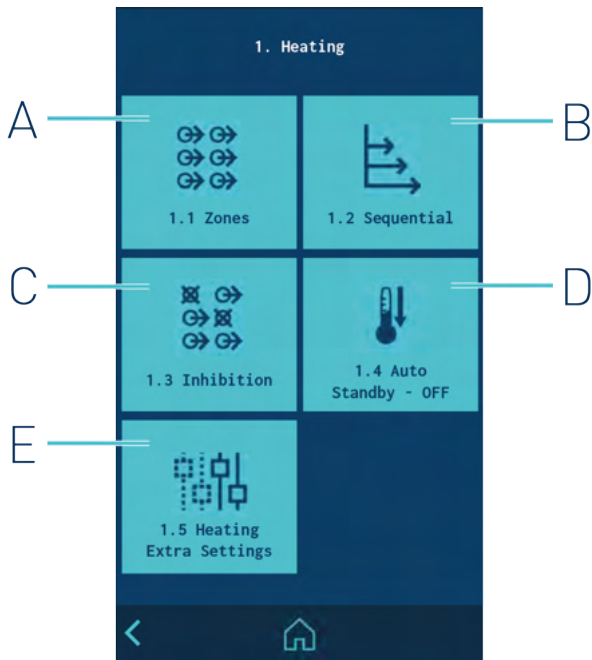 1. Heating
A
B
1.1 Zones
1.2 Sequential
C
D
1.3 Inhibition
1.4 Auto
Standby - OFF
E
1.5 Heating
Extra Settings